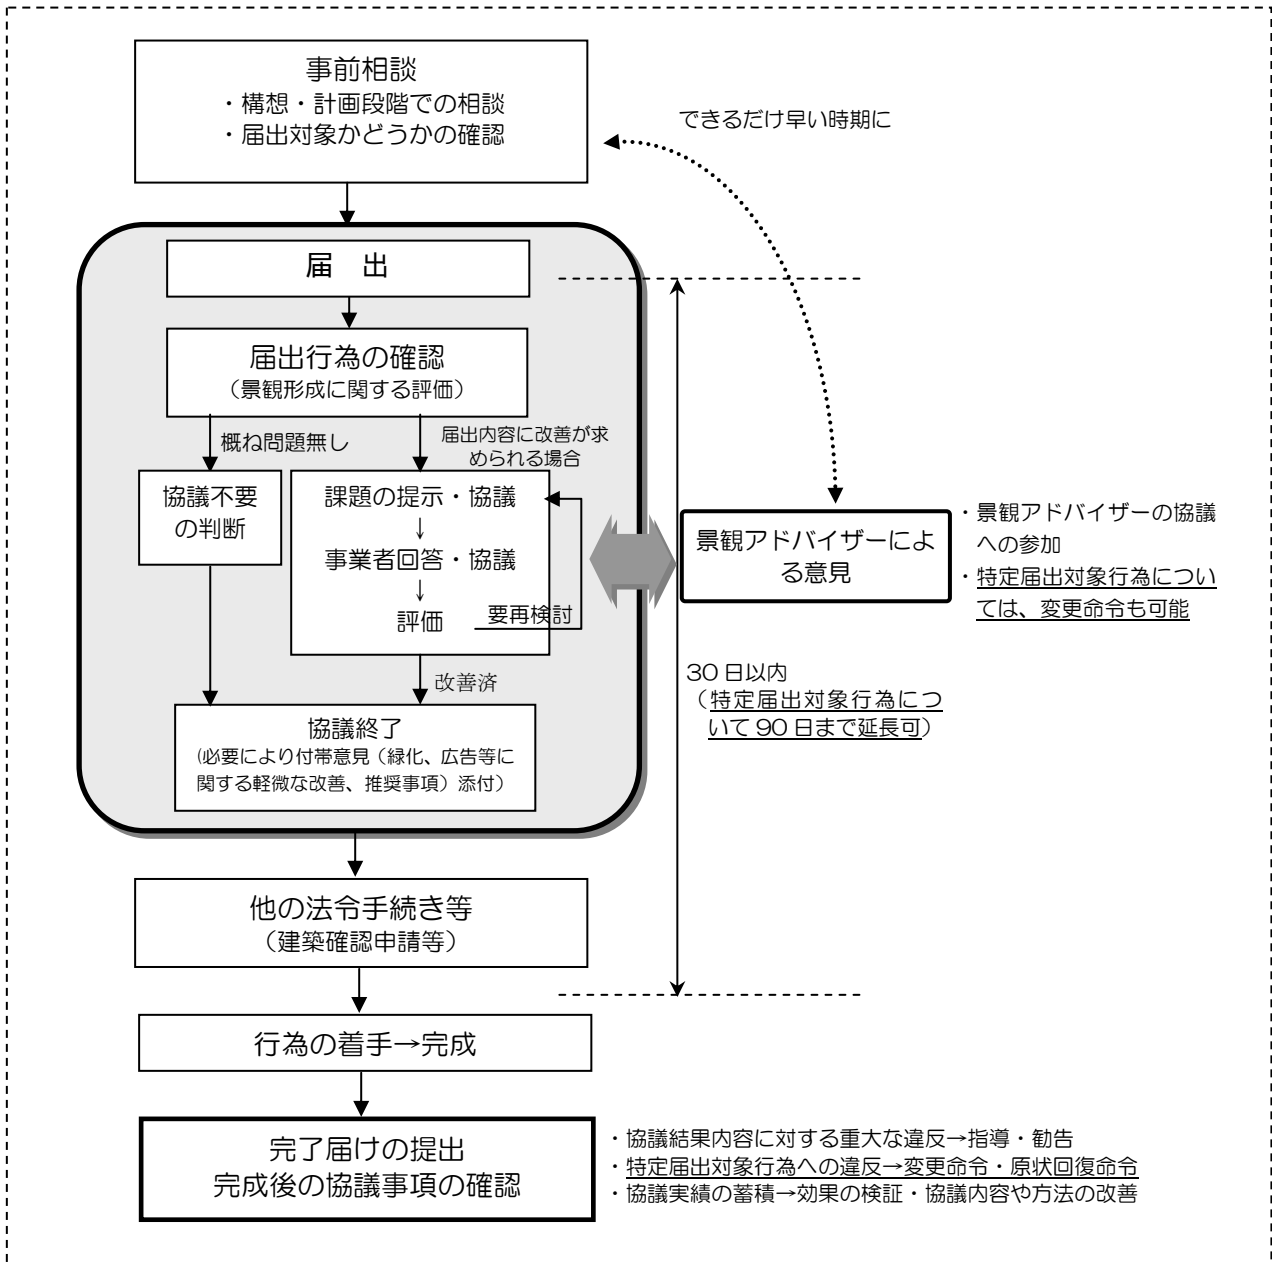 事前相談
・構想・計画段階での相談
・届出対象かどうかの確認
できるだけ早い時期に
届 出
届出行為の確認
（景観形成に関する評価）
概ね問題無し
届出内容に改善が求
められる場合
協議不要
の判断
課題の提示・協議
↓
事業者回答・協議
↓
評価
要再検討
景観アドバイザーによ
る意見
・景観アドバイザーの協議
への参加
・特定届出対象行為につい
ては、変更命令も可能
改善済
30 日以内
（特定届出対象行為につ
いて 90 日まで延長可）
協議終了
(必要により付帯意見（緑化、広告等に
関する軽微な改善、推奨事項）添付）
他の法令手続き等
（建築確認申請等）
行為の着手→完成
完了届けの提出
完成後の協議事項の確認
・協議結果内容に対する重大な違反→指導・勧告
・特定届出対象行為への違反→変更命令・原状回復命令
・協議実績の蓄積→効果の検証・協議内容や方法の改善